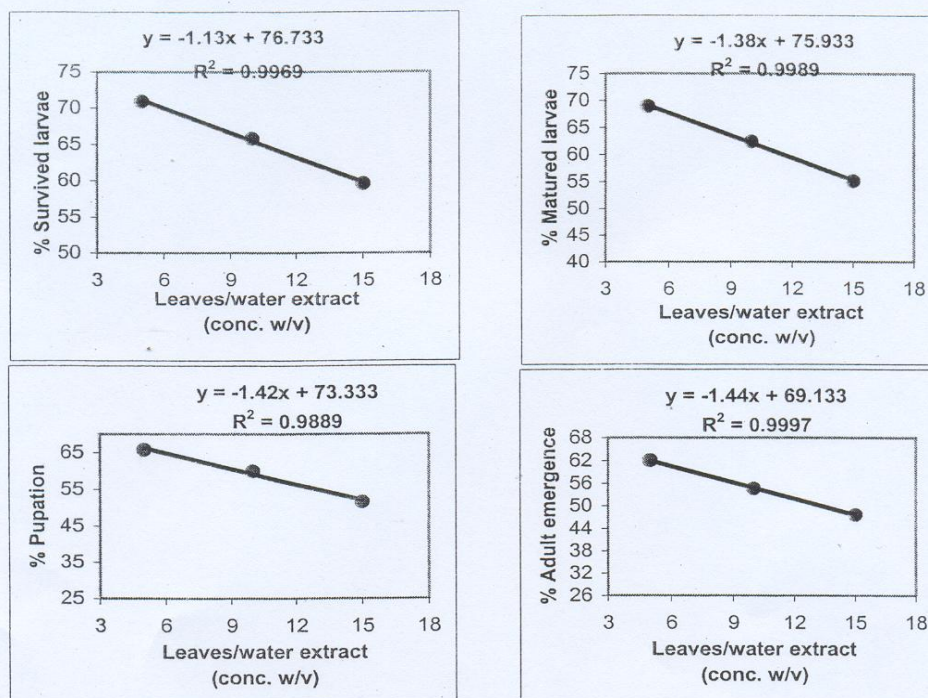 y = -1.13x + 76.733
R² = 0.9969
75
70
65
60
55
50
3 6 9 12 15 18
% Survived larvae
Leaves/water extract
(conc. w/v)
y = -1.38x + 75.933
R² = 0.9989
75
70
65
60
55
50
45
40
3 6 9 12 15 18
% Matured larvae
Leaves/water extract
(conc. w/v)
y = -1.42x + 73.333
R² = 0.9889
65
55
45
35
25
3 6 9 12 15 18
% Pupation
Leaves/water extract
(conc. w/v)
y = -1.44x + 69.133
R² = 0.9997
68
62
56
50
44
38
32
26
3 6 9 12 15 18
% Adult emergence
Leaves/water extract
(conc. w/v)